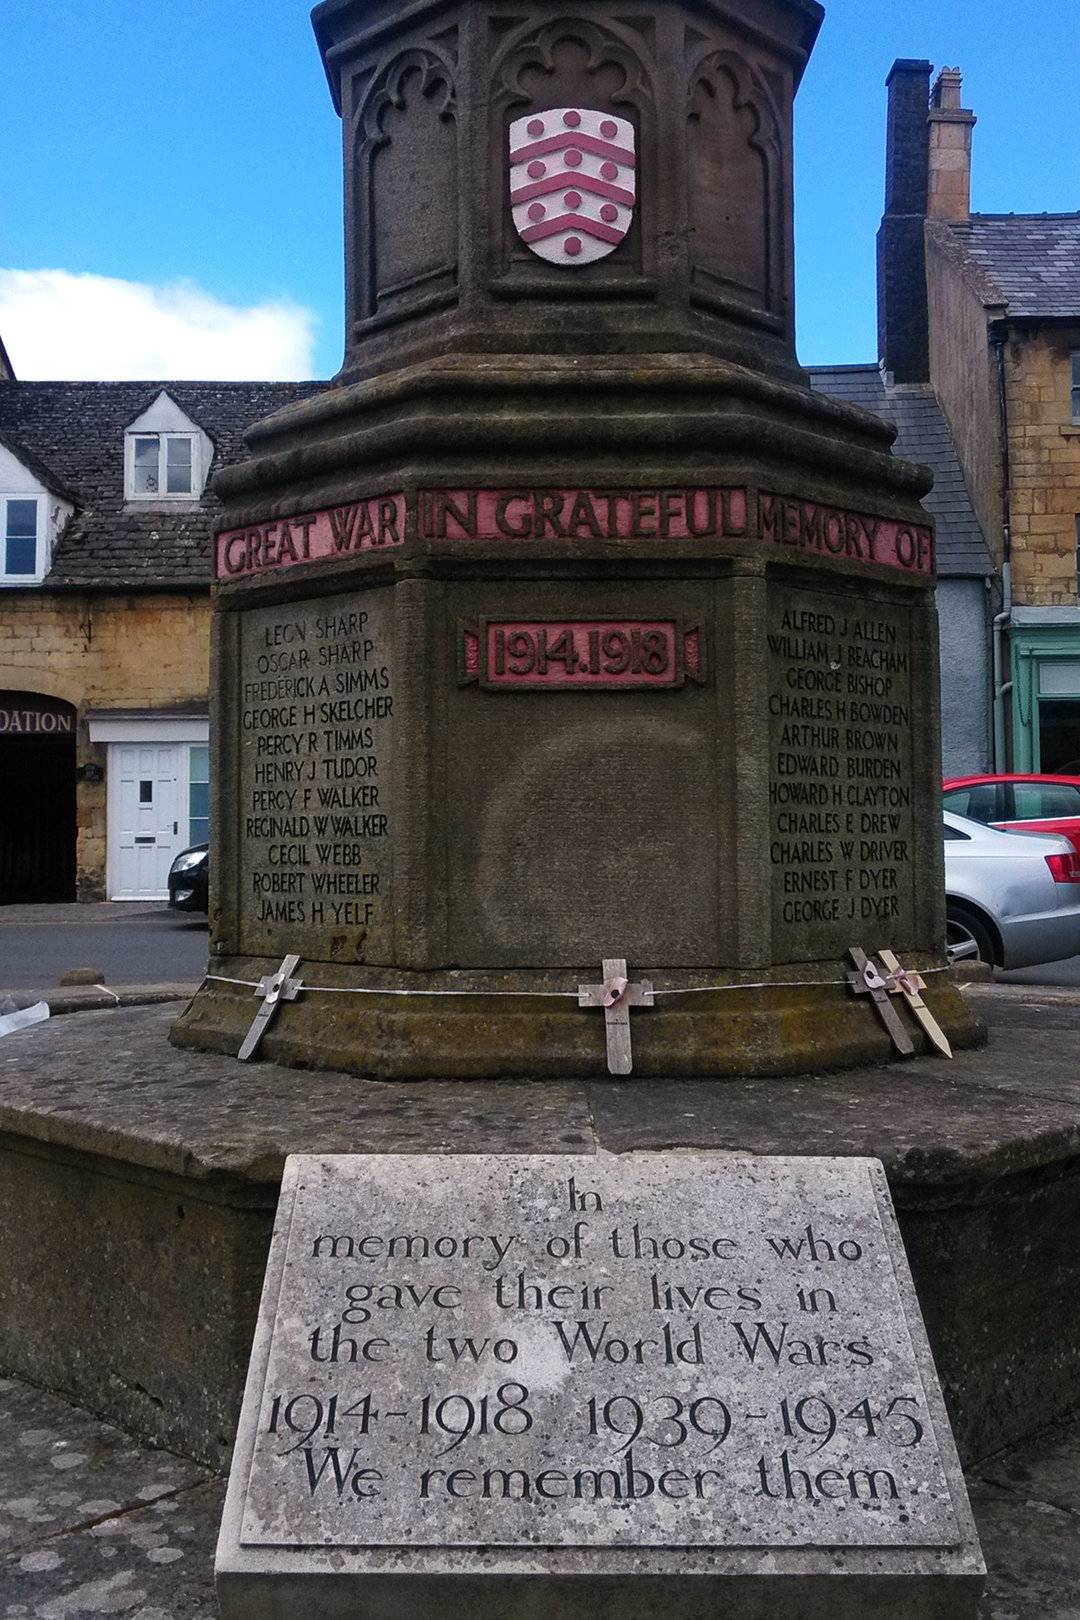 GREAT WAR IN GRATEFUL MEMORY OF
LEON SHARP
OSCAR SHARP
FREDERICK A SIMMS
GEORGE H SKELCHER
PERCY R TIMMS
HENRY J TUDOR
PERCY F WALKER
REGINALD W WALKER
CECIL WEBB
ROBERT WHEELER
JAMES H YELF
1914.1918
ALFRED J ALLEN
WILLIAM J BEACHAM
GEORGE BISHOP
CHARLES H BOWDEN
ARTHUR BROWN
EDWARD BURDEN
HOWARD H CLAYTON
CHARLES E DREW
CHARLES W DRIVER
ERNEST F DYER
GEORGE J DYER
DATION
In
memory of those who
gave their lives in
the two World Wars
1914-1918 1939-1945
We remember them